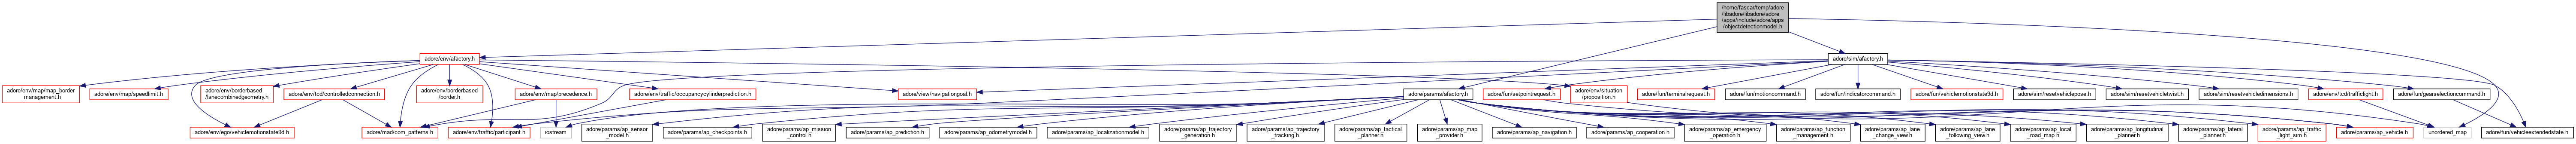 /home/fascar/temp/adore
/libadore/libadore/adore
/apps/include/adore/apps
/objectdetectionmodel.h
adore/env/afactory.h
adore/sim/afactory.h
adore/env/map/map_border
_management.h
adore/env/map/speedlimit.h
adore/env/borderbased
/lanecombinedgeometry.h
adore/env/tcd/controlledconnection.h
adore/env/borderbased
/border.h
adore/env/map/precedence.h
adore/env/traffic/occupancycylinderprediction.h
adore/view/navigationgoal.h
adore/fun/setpointrequest.h
adore/env/situation
/proposition.h
adore/params/afactory.h
adore/fun/terminalrequest.h
adore/fun/motioncommand.h
adore/fun/indicatorcommand.h
adore/fun/vehiclemotionstate9d.h
adore/sim/resetvehiclepose.h
adore/sim/resetvehicletwist.h
adore/sim/resetvehicledimensions.h
adore/env/tcd/trafficlight.h
adore/fun/gearselectioncommand.h
adore/env/ego/vehiclemotionstate9d.h
adore/mad/com_patterns.h
adore/env/traffic/participant.h
iostream
adore/params/ap_sensor
_model.h
adore/params/ap_checkpoints.h
adore/params/ap_mission
_control.h
adore/params/ap_prediction.h
adore/params/ap_odometrymodel.h
adore/params/ap_localizationmodel.h
adore/params/ap_trajectory
_generation.h
adore/params/ap_trajectory
_tracking.h
adore/params/ap_tactical
_planner.h
adore/params/ap_map
_provider.h
adore/params/ap_navigation.h
adore/params/ap_cooperation.h
adore/params/ap_emergency
_operation.h
adore/params/ap_function
_management.h
adore/params/ap_lane
_change_view.h
adore/params/ap_lane
_following_view.h
adore/params/ap_local
_road_map.h
adore/params/ap_longitudinal
_planner.h
adore/params/ap_lateral
_planner.h
adore/params/ap_traffic
_light_sim.h
adore/params/ap_vehicle.h
unordered_map
adore/fun/vehicleextendedstate.h